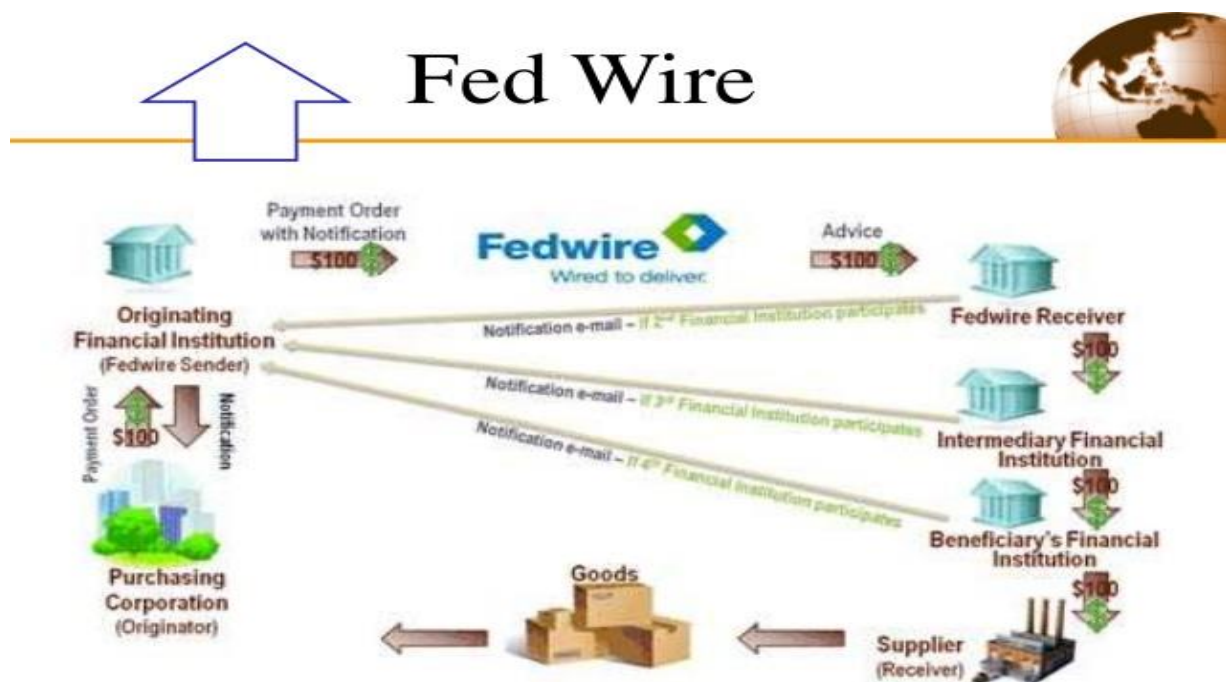 Fed Wire
Payment Order
with Notification
$100
Fedwire
Wired to deliver.
Advice
$100
Originating
Financial Institution
(Fedwire Sender)
Fedwire Receiver
Notification e-mail – if 2nd Financial Institution participates
$100
Notification e-mail – if 3rd Financial Institution participates
Notification e-mail – if 4th Financial Institution participates
Payment Order
$100
Notification
Intermediary Financial
Institution
$100
Beneficiary's Financial
Institution
$100
Purchasing
Corporation
(Originator)
Goods
Supplier
(Receiver)